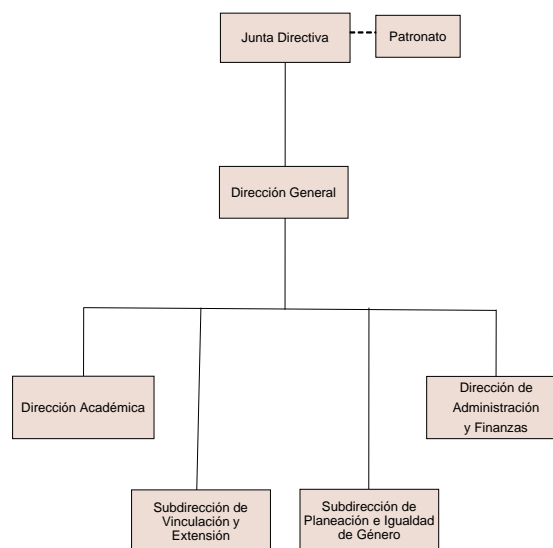 Junta Directiva
Patronato
Dirección General
Dirección Académica
Dirección de
Administración
y Finanzas
Subdirección de
Vinculación y
Extensión
Subdirección de
Planeación e Igualdad
de Género